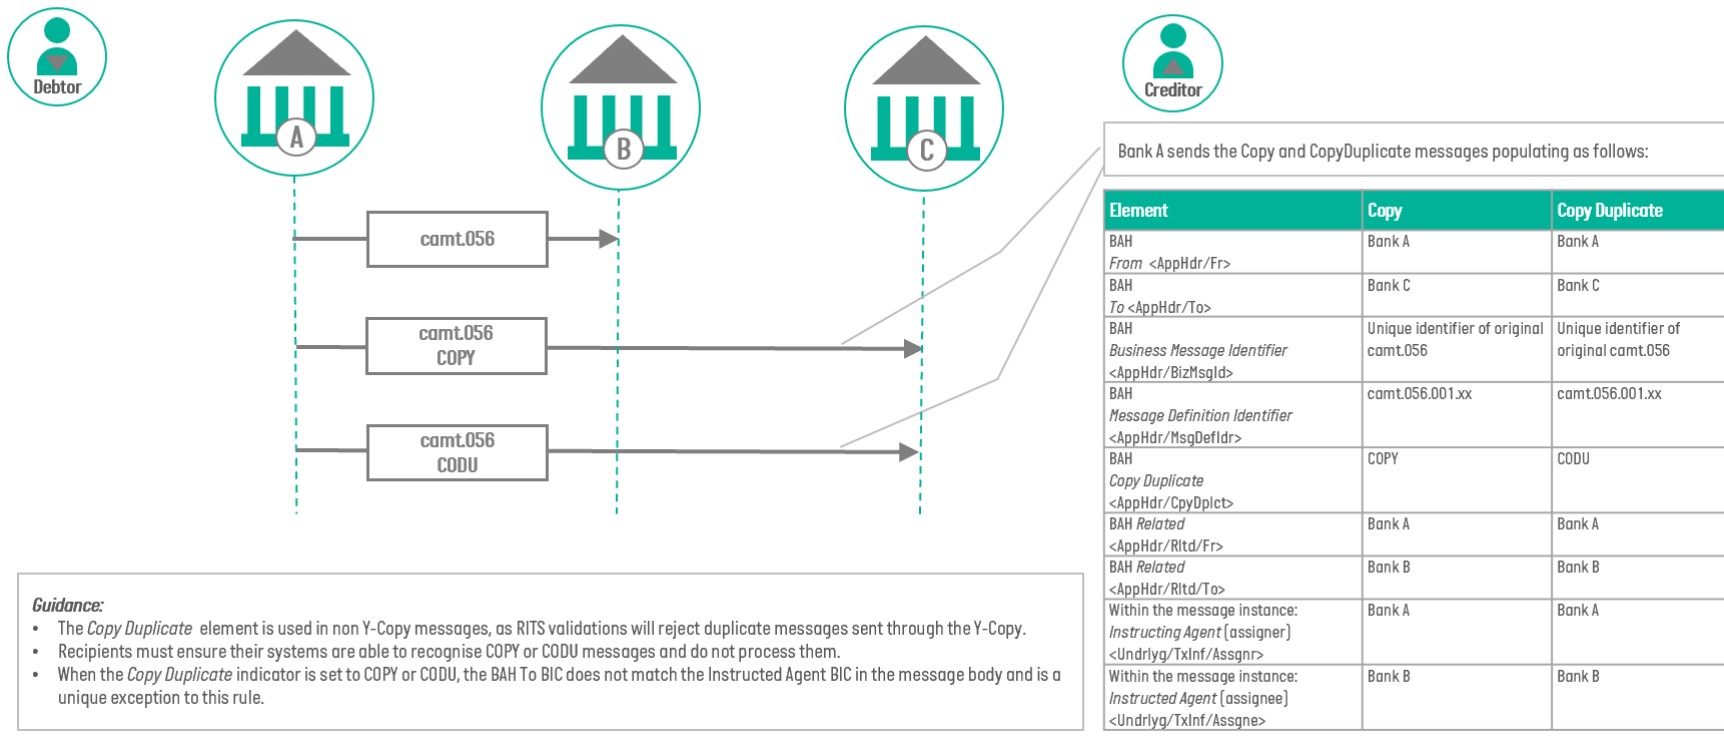 Debtor
A
B
C
Creditor
camt.056
camt.056
COPY
camt.056
CODU
Bank A sends the Copy and CopyDuplicate messages populating as follows:
Element Copy Copy Duplicate
BAH Bank A Bank A
From <AppHdr/Fr>
BAH Bank C Bank C
To <AppHdr/To>
BAH Unique identifier of original Unique identifier of
Business Message Identifier camt.056 original camt.056
<AppHdr/BizMsgId>
BAH camt.056.001.xx camt.056.001.xx
Message Definition Identifier
<AppHdr/MsgDefIdr>
BAH COPY CODU
Copy Duplicate
<AppHdr/CpyDplct>
BAH Related Bank A Bank A
<AppHdr/Rltd/Fr>
BAH Related Bank B Bank B
<AppHdr/Rltd/To>
Within the message instance: Bank A Bank A
Instructing Agent (assigner)
<Undrlyg/TxInf/Assgnr>
Within the message instance: Bank B Bank B
Instructed Agent (assignee)
<Undrlyg/TxInf/Assgne>
Guidance:
• The Copy Duplicate element is used in non Y-Copy messages, as RITS validations will reject duplicate messages sent through the Y-Copy.
• Recipients must ensure their systems are able to recognise COPY or CODU messages and do not process them.
• When the Copy Duplicate indicator is set to COPY or CODU, the BAH To BIC does not match the Instructed Agent BIC in the message body and is a
unique exception to this rule.